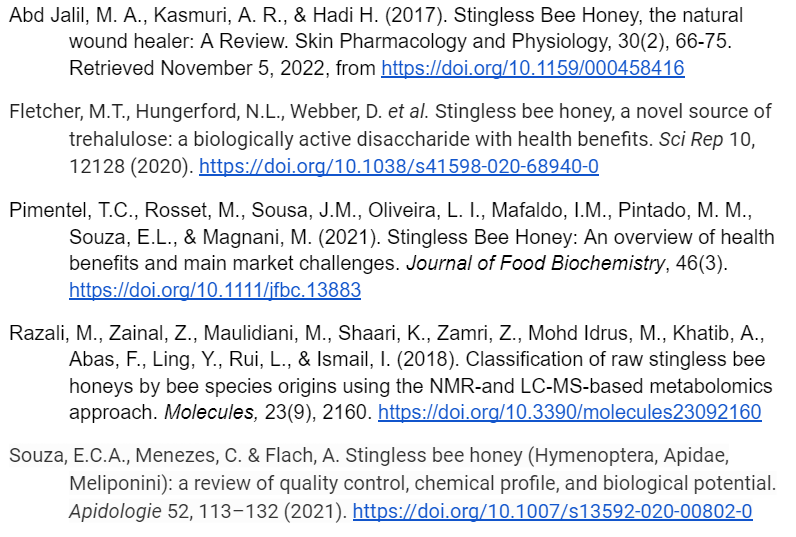 Abd Jalil, M. A., Kasmuri, A. R., & Hadi H. (2017). Stingless Bee Honey, the natural
wound healer: A Review. Skin Pharmacology and Physiology, 30(2), 66-75.
Retrieved November 5, 2022, from https://doi.org/10.1159/000458416
Fletcher, M.T., Hungerford, N.L., Webber, D. et al. Stingless bee honey, a novel source of
trehalulose: a biologically active disaccharide with health benefits. Sci Rep 10,
12128 (2020). https://doi.org/10.1038/s41598-020-68940-0
Pimentel, T.C., Rosset, M., Sousa, J.M., Oliveira, L. I., Mafaldo, I.M., Pintado, M. M.,
Souza, E.L., & Magnani, M. (2021). Stingless Bee Honey: An overview of health
benefits and main market challenges. Journal of Food Biochemistry, 46(3).
https://doi.org/10.1111/jfbc.13883
Razali, M., Zainal, Z., Maulidiani, M., Shaari, K., Zamri, Z., Mohd Idrus, M., Khatib, A.,
Abas, F., Ling, Y., Rui, L., & Ismail, I. (2018). Classification of raw stingless bee
honeys by bee species origins using the NMR-and LC-MS-based metabolomics
approach. Molecules, 23(9), 2160. https://doi.org/10.3390/molecules23092160
Souza, E.C.A., Menezes, C. & Flach, A. Stingless bee honey (Hymenoptera, Apidae,
Meliponini): a review of quality control, chemical profile, and biological potential.
Apidologie 52, 113–132 (2021). https://doi.org/10.1007/s13592-020-00802-0